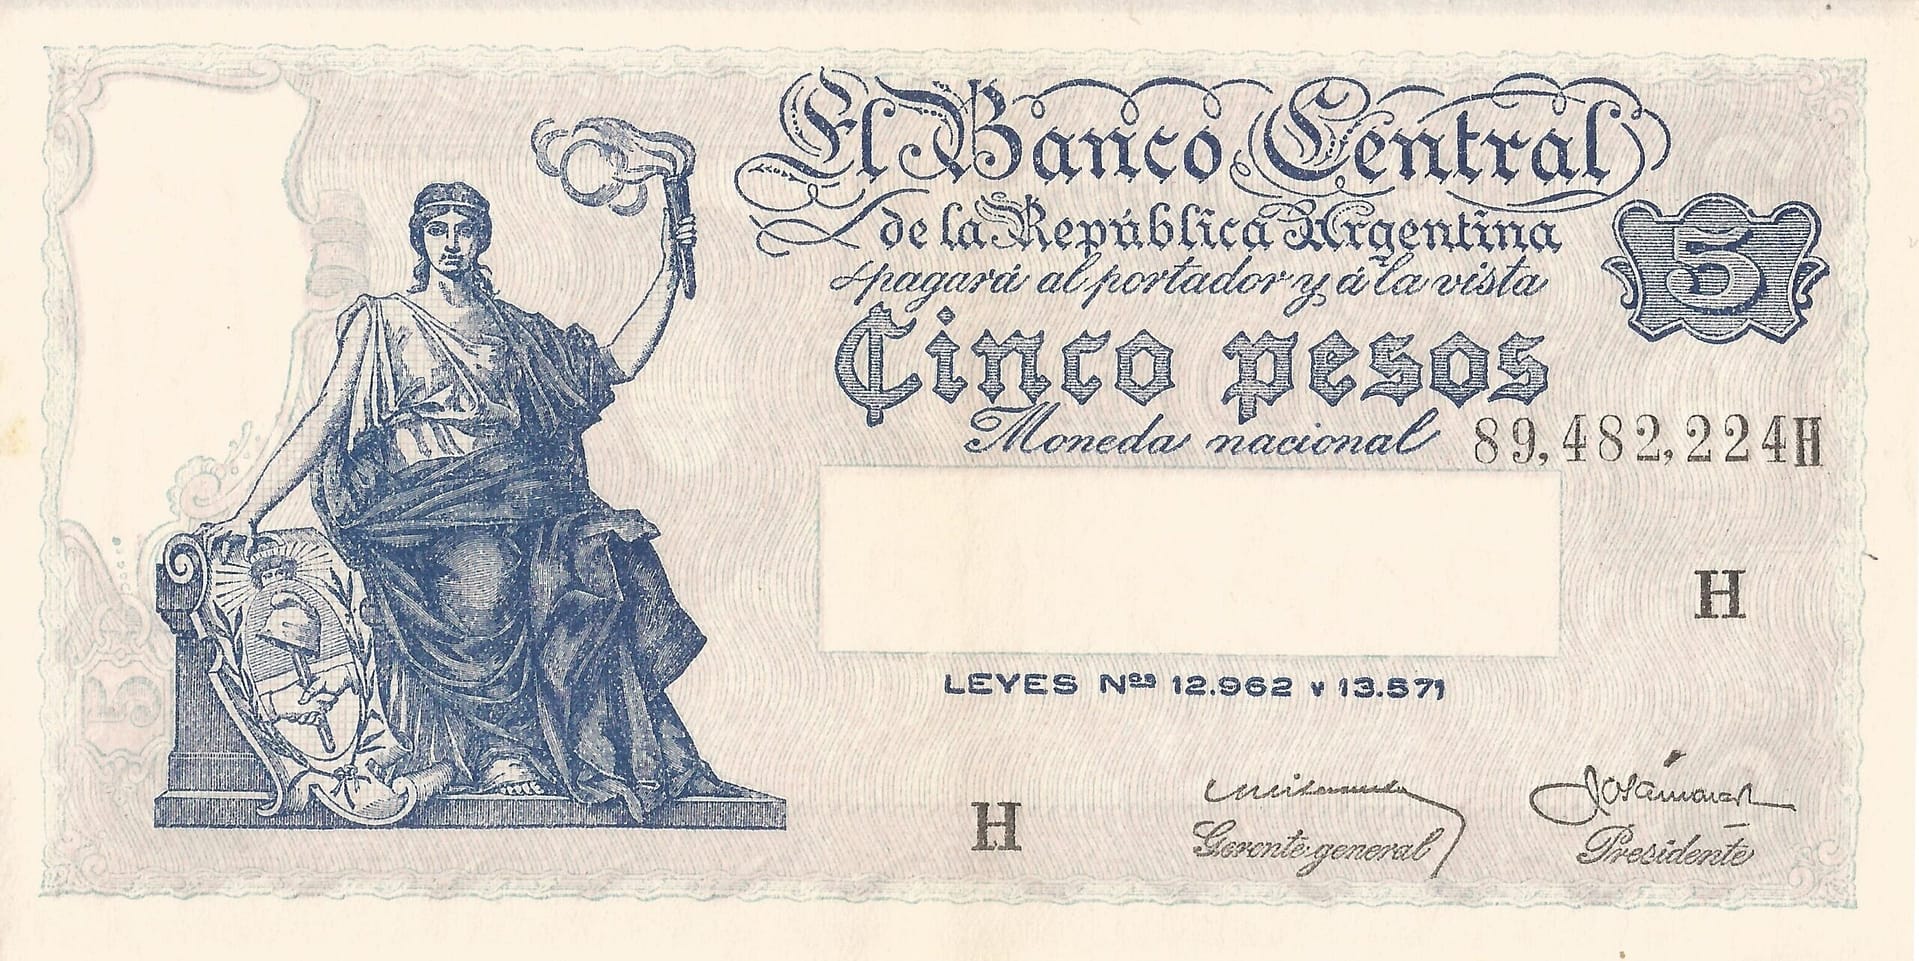 El Banco Central
de la República Argentina
pagará al portador y á la vista
5
Cinco pesos
Moneda nacional
89,482,224H
H
LEYES Nos 12.962 y 13.571
5
H
Gerente general
Presidente